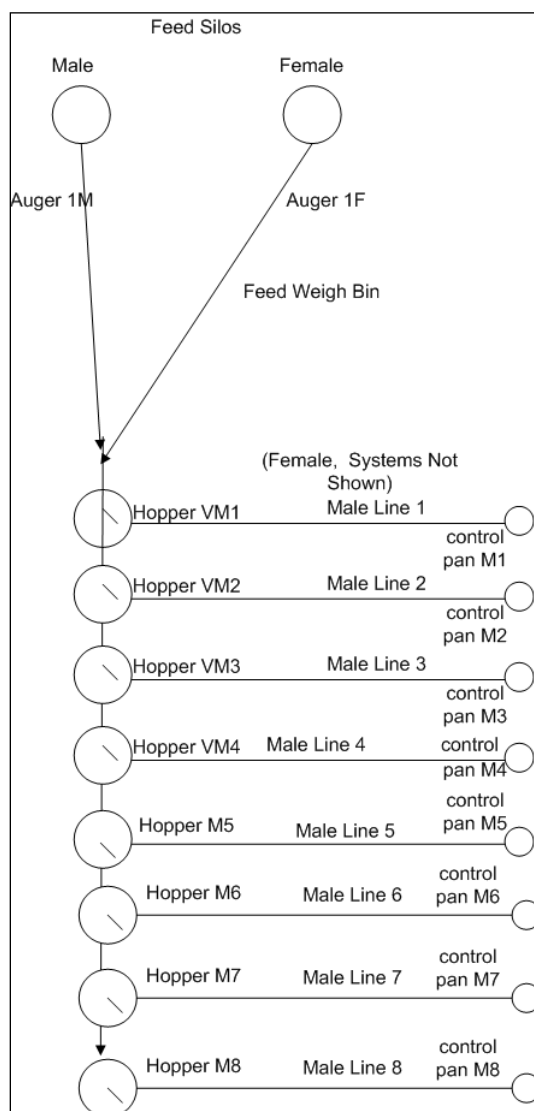 Feed Silos
Male
Female
Auger 1M
Auger 1F
Feed Weigh Bin
(Female, Systems Not
Shown)
Hopper VM1
Male Line 1
control
pan M1
Hopper VM2
Male Line 2
control
pan M2
Hopper VM3
Male Line 3
control
pan M3
Hopper VM4
Male Line 4
control
pan M4
Hopper M5
Male Line 5
control
pan M5
Hopper M6
Male Line 6
control
pan M6
Hopper M7
Male Line 7
control
pan M7
Hopper M8
Male Line 8
control
pan M8